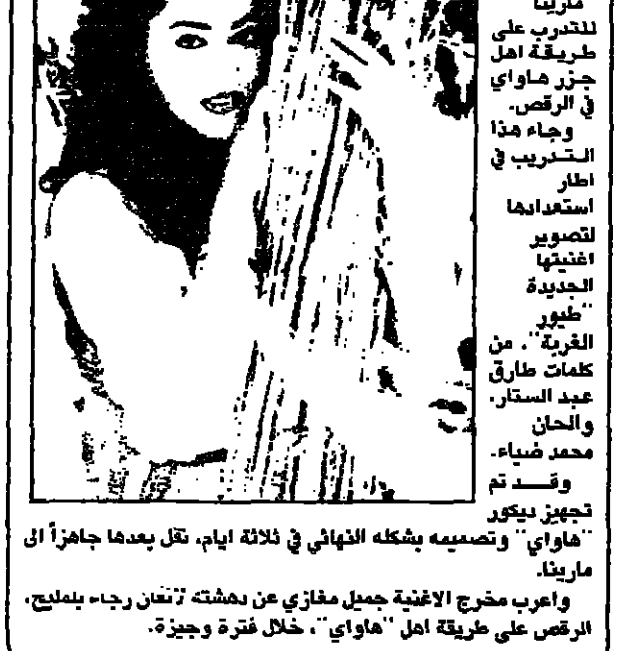 مارينا
للتدرب على
طريقة اهل
جزر هاواي
في الرقص.
وجاء هذا
التدريب في
اطار
استعدادها
لتصوير
اغنيتها
الجديدة
"طيور
الغربة"، من
كلمات طارق
عبد الستار.
والحان
محمد ضياء.
وقد تم
تجهيز ديكور
"هاواي" وتصميمه بشكله النهائي في ثلاثة ايام، نقل بعدها جاهزاً الى
مارينا.
واعرب مخرج الاغنية جميل مغازي عن دهشته لاتقان رجاء بلمليح،
الرقص على طريقة اهل "هاواي"، خلال فترة وجيزة.